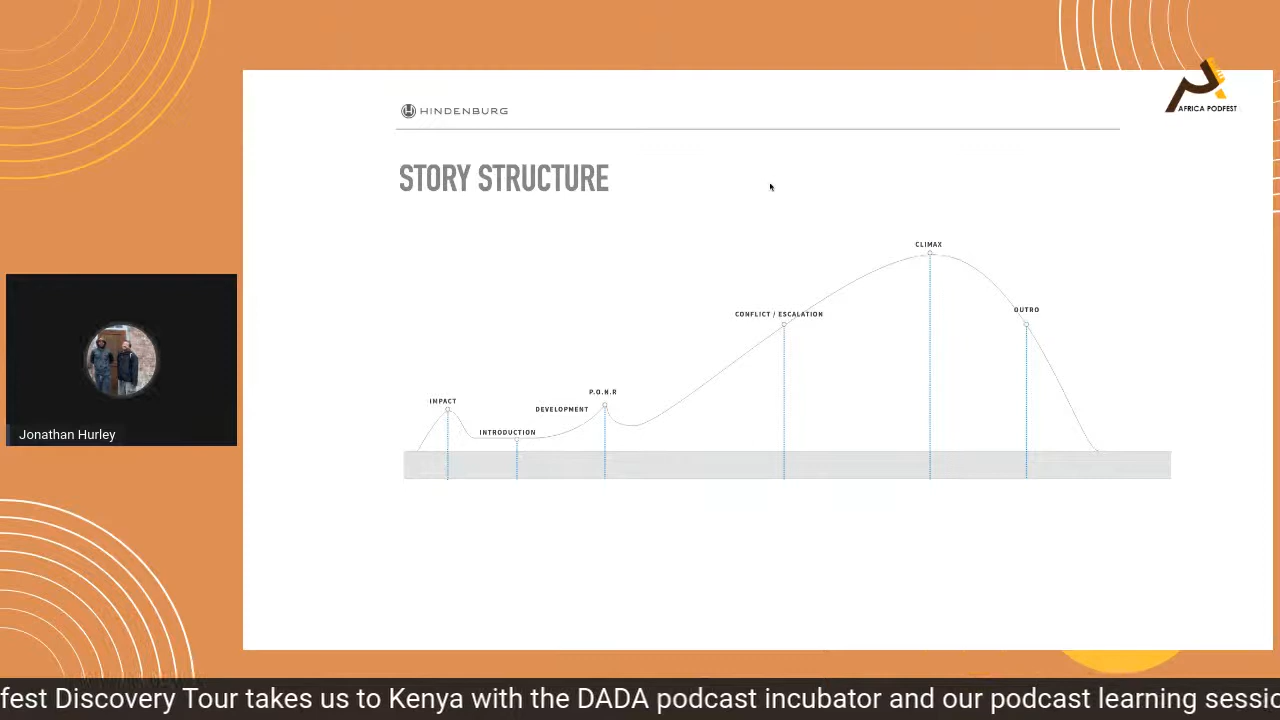 HINDENBURG
AFRICA PODFEST
STORY STRUCTURE
CLIMAX
CONFLICT / ESCALATION
OUTRO
P.O.N.R
IMPACT
DEVELOPMENT
INTRODUCTION
Jonathan Hurley
fest Discovery Tour takes us to Kenya with the DADA podcast incubator and our podcast learning sessio